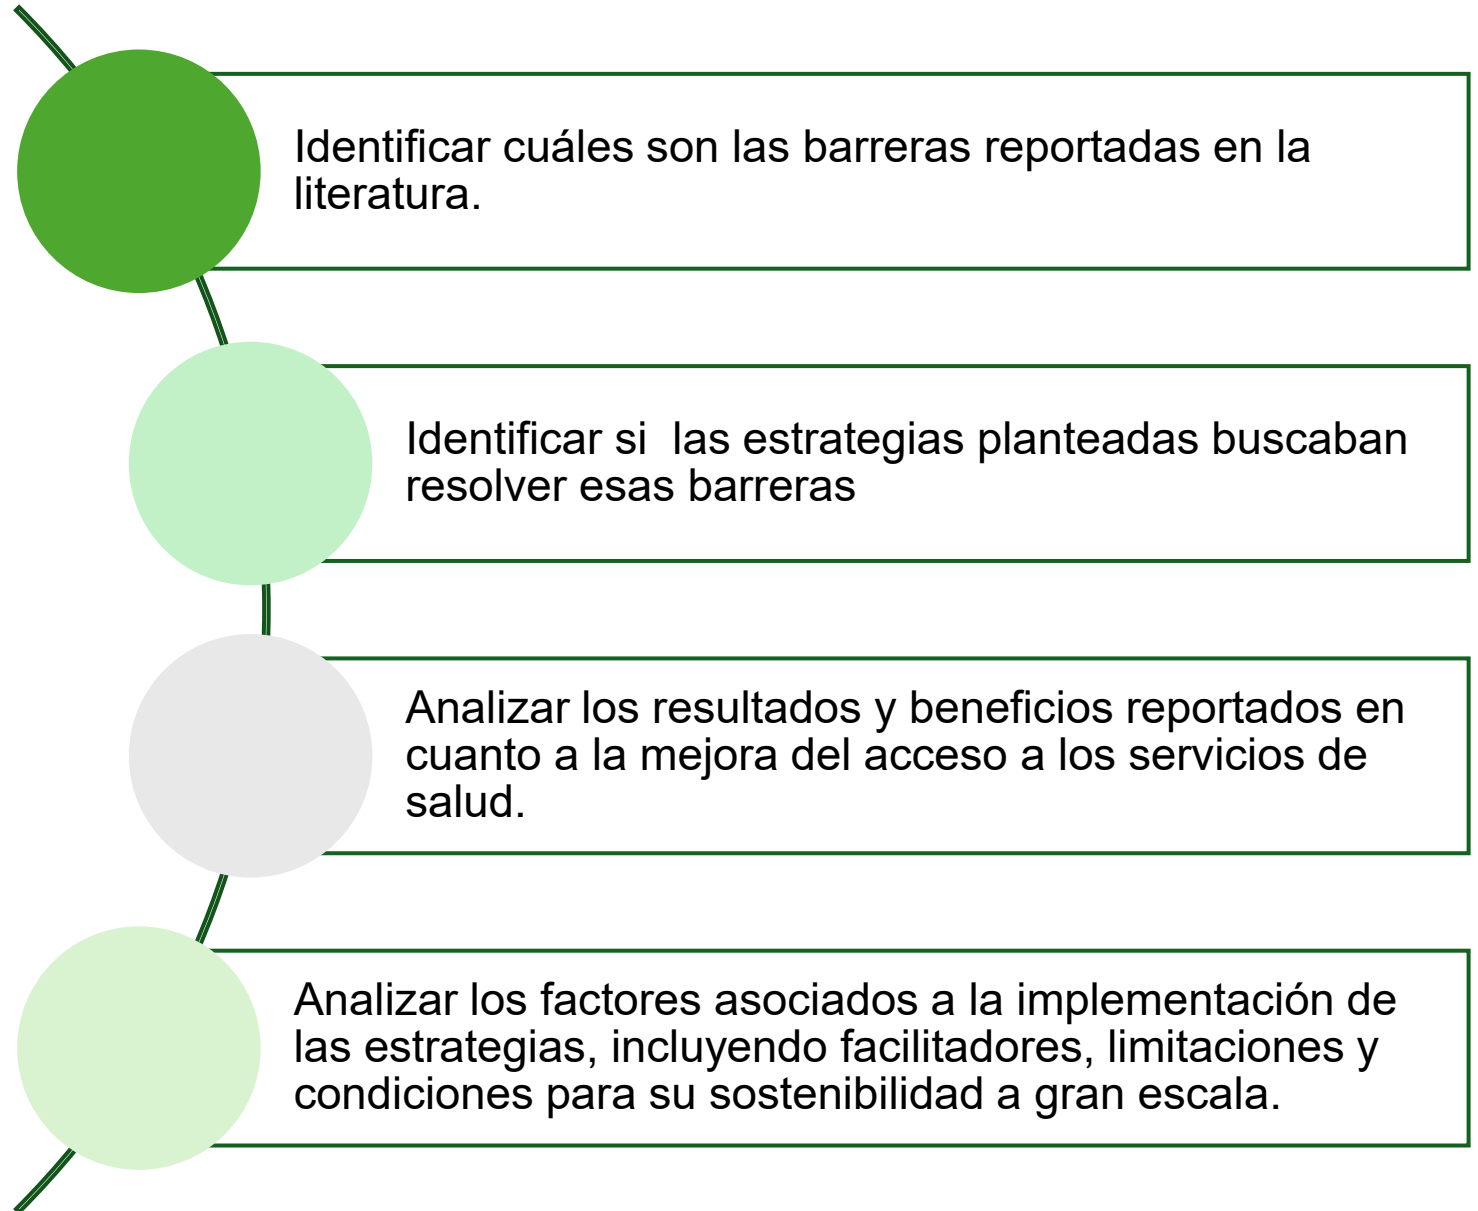 Identificar cuáles son las barreras reportadas en la
literatura.
Identificar si  las estrategias planteadas buscaban
resolver esas barreras
Analizar los resultados y beneficios reportados en
cuanto a la mejora del acceso a los servicios de
salud.
Analizar los factores asociados a la implementación de
las estrategias, incluyendo facilitadores, limitaciones y
condiciones para su sostenibilidad a gran escala.